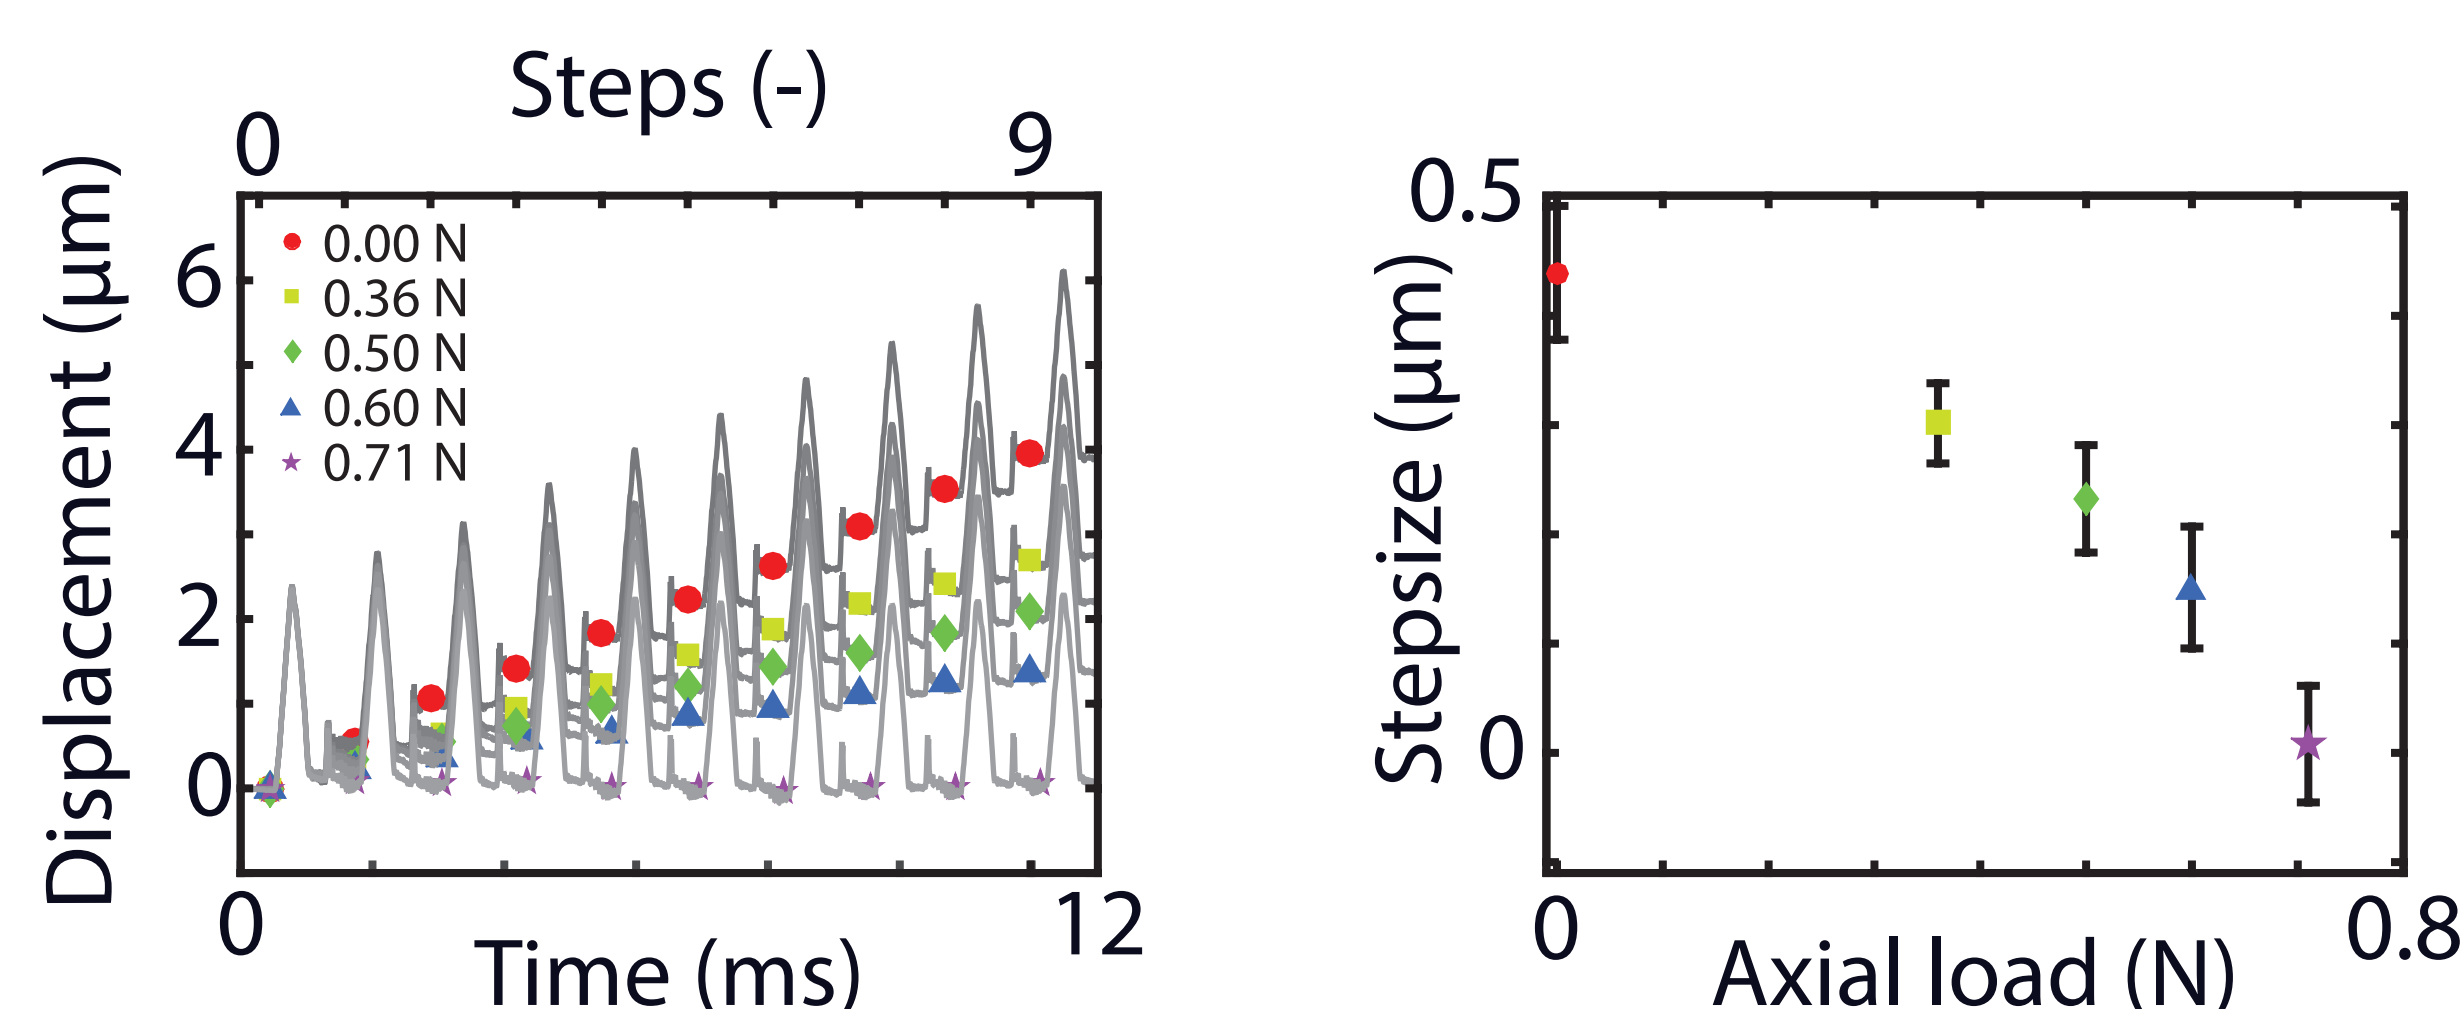 Steps (-)
0 9
Displacement (µm)
6
4
2
0
0.00 N
0.36 N
0.50 N
0.60 N
0.71 N
0 12
Time (ms)
Stepsize (µm)
0.5
0
0 0.8
Axial load (N)